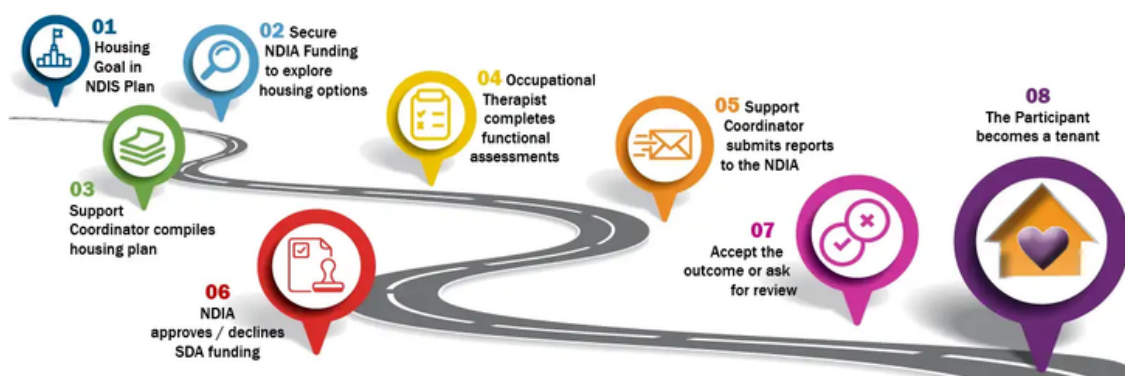 01
Housing
Goal in
NDIS Plan
02 Secure
NDIA Funding
to explore
housing options
03
Support
Coordinator compiles
housing plan
04 Occupational
Therapist
completes
functional
assessments
05 Support
Coordinator
submits reports
to the NDIA
06
NDIA
approves / declines
SDA funding
07
Accept the
outcome or ask
for review
08
The Participant
becomes a tenant